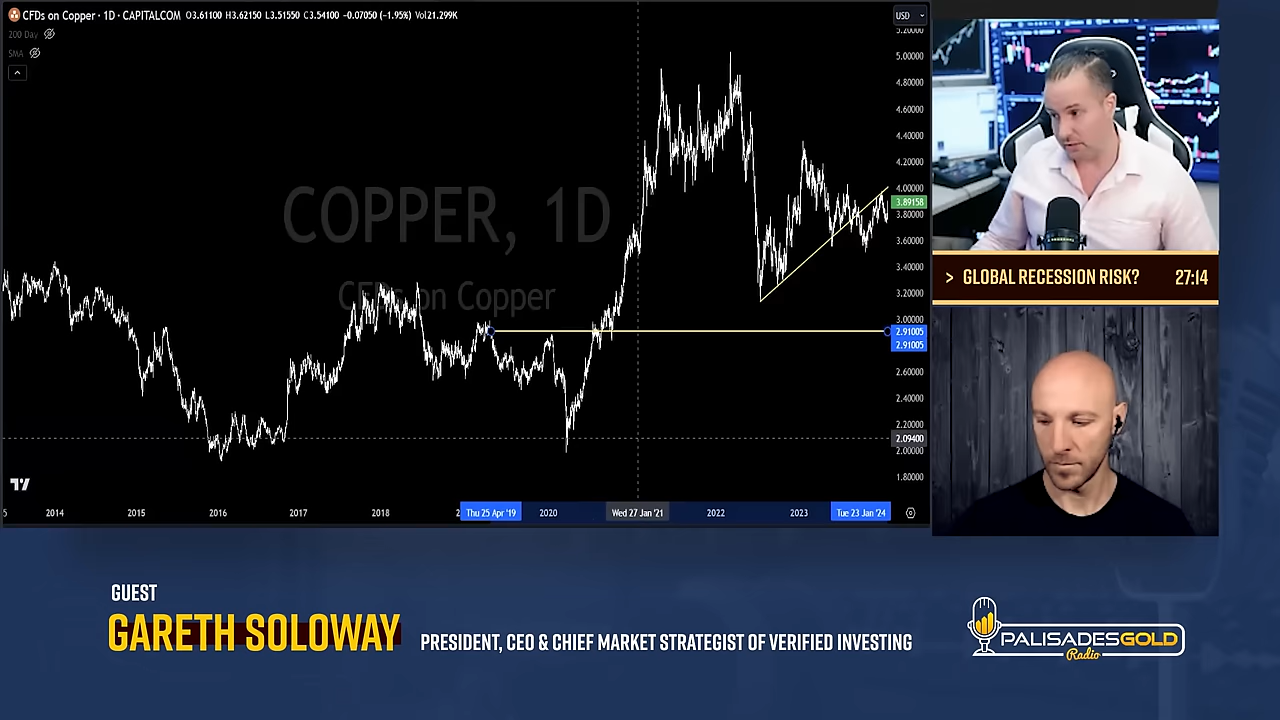 CFDs on Copper · 1D · CAPITALCOM O3.61100 H3.62150 L3.51550 C3.54100 -0.07050 (-1.95%) Vol21.299K
USD
200 Day
SMA
5.20000
5.00000
4.80000
4.60000
4.40000
4.20000
4.00000
3.89158
3.80000
3.60000
3.40000
3.20000
3.00000
2.91005
2.91005
2.60000
2.40000
2.20000
2.09400
2.00000
1.80000
COPPER, 1D
CFDs on Copper
5 2014 2015 2016 2017 2018 2 Thu 25 Apr '19 2020 Wed 27 Jan '21 2022 2023 Tue 23 Jan '24
> GLOBAL RECESSION RISK? 27:14
GUEST
GARETH SOLOWAY
PRESIDENT, CEO & CHIEF MARKET STRATEGIST OF VERIFIED INVESTING
PALISADESGOLD
Radio